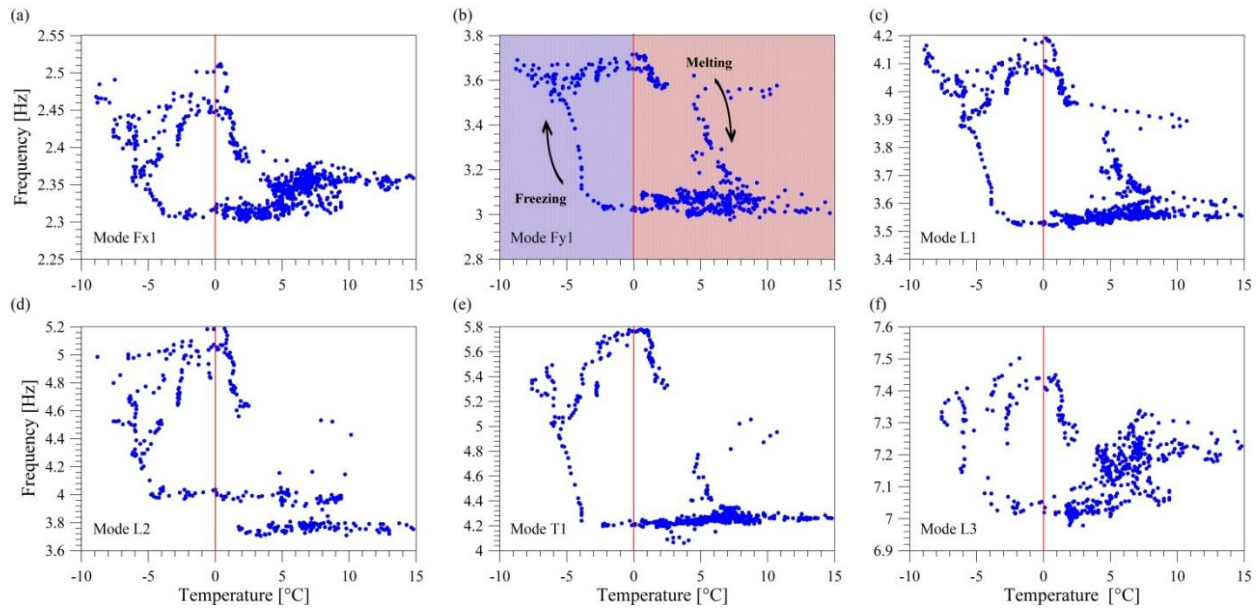 (a)
2.55
2.5
2.45
2.4
2.35
2.3
2.25
Frequency [Hz]
Mode Fx1
-10 -5 0 5 10 15
(b)
3.8
3.6
3.4
3.2
3
2.8
Melting
Freezing
Mode Fy1
-10 -5 0 5 10 15
(c)
4.2
4.1
4
3.9
3.8
3.7
3.6
3.5
3.4
Mode L1
-10 -5 0 5 10 15
(d)
5.2
5
4.8
4.6
4.4
4.2
4
3.8
3.6
Frequency [Hz]
Mode L2
-10 -5 0 5 10 15
Temperature [°C]
(e)
5.8
5.6
5.4
5.2
5
4.8
4.6
4.4
4.2
4
Mode T1
-10 -5 0 5 10 15
Temperature [°C]
(f)
7.6
7.5
7.4
7.3
7.2
7.1
7
6.9
Mode L3
-10 -5 0 5 10 15
Temperature [°C]